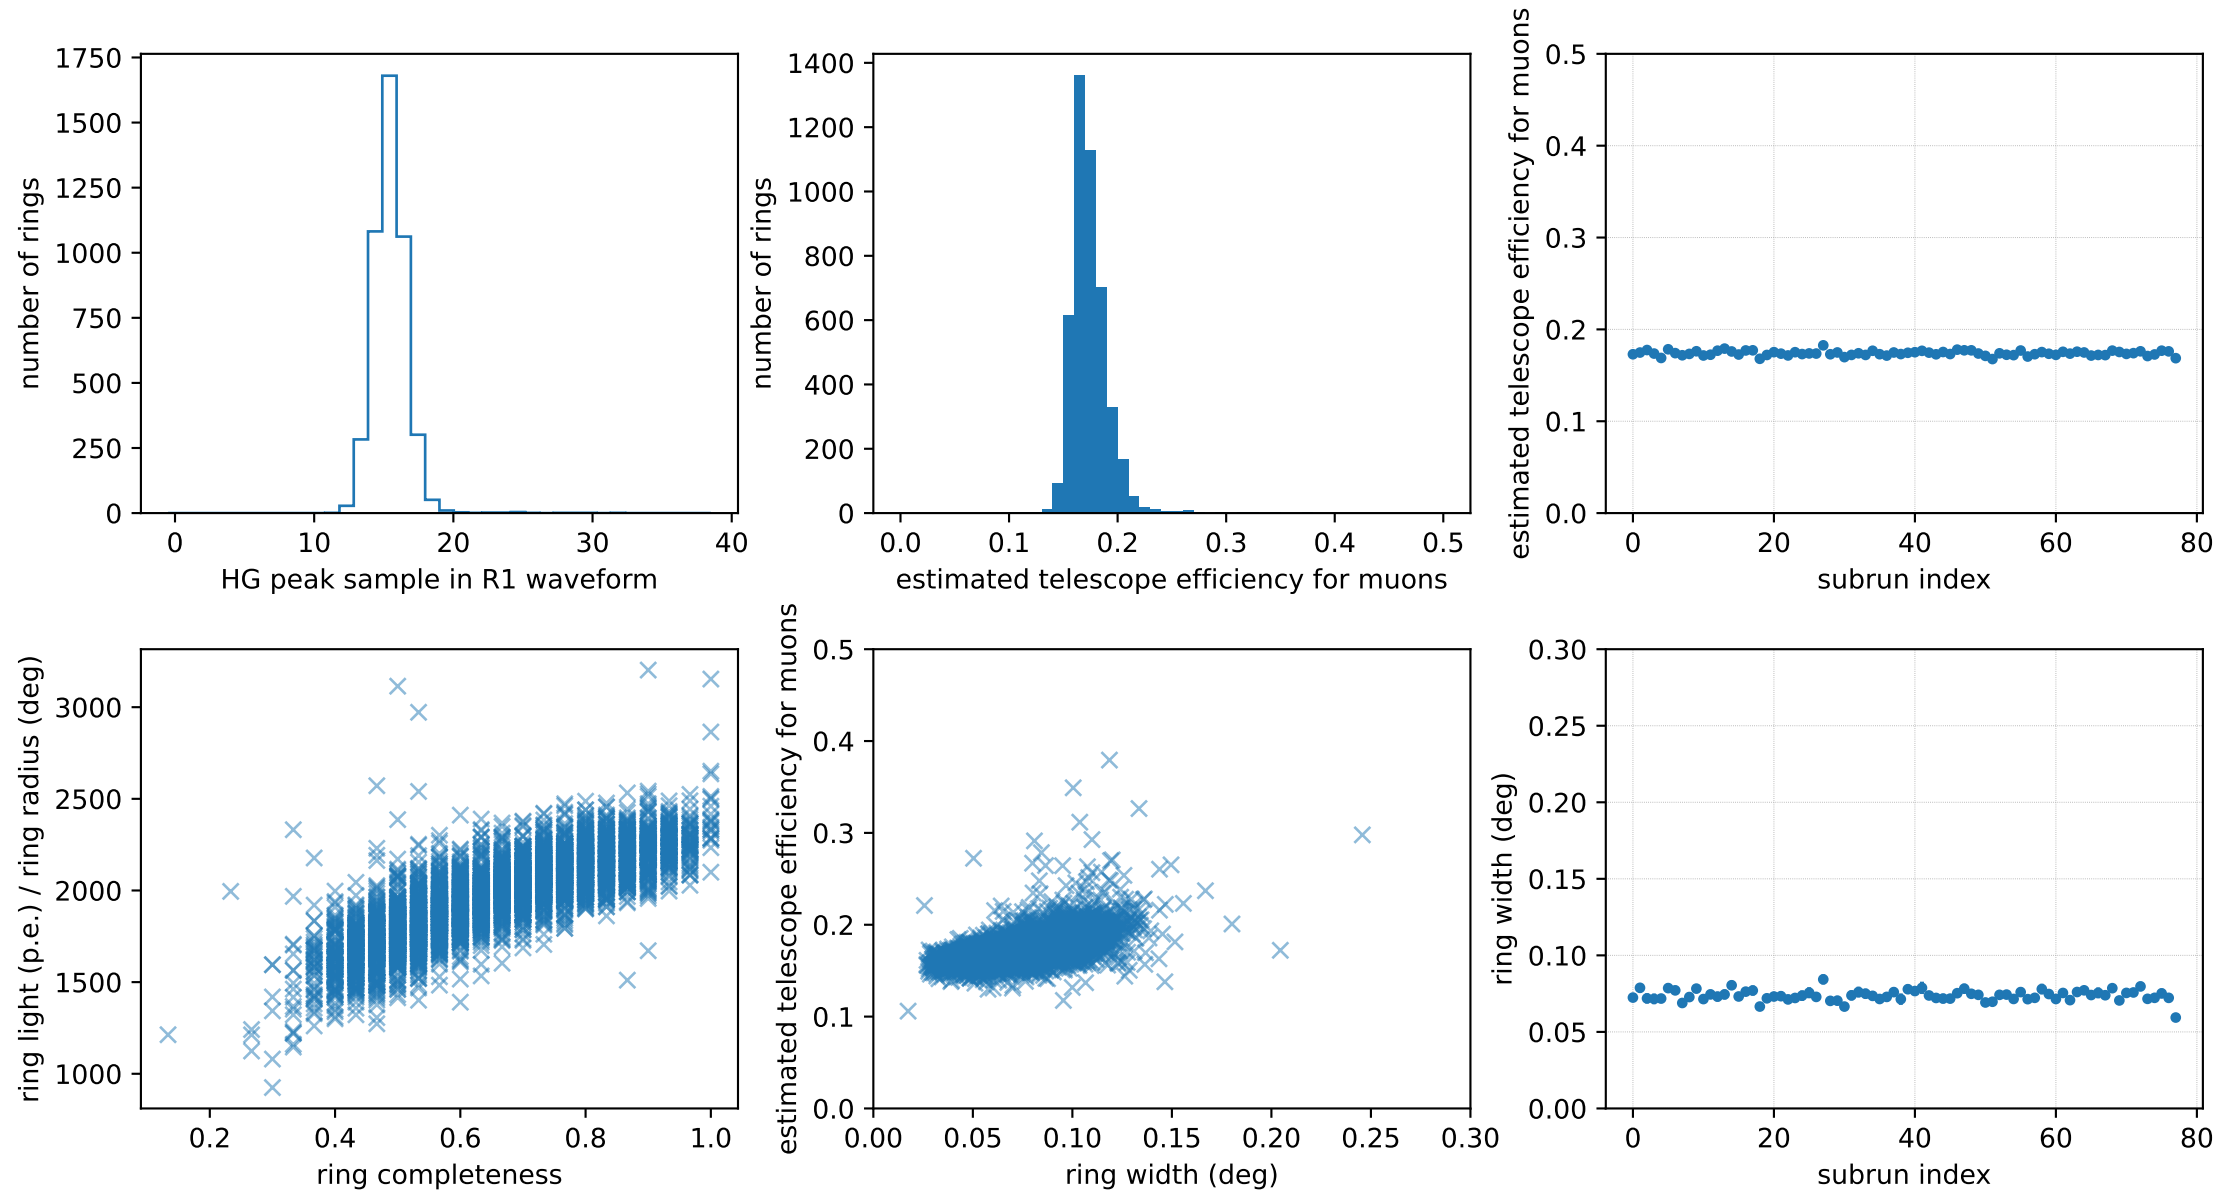 1750
1500
1250
1000
750
500
250
0
number of rings
0 10 20 30 40
HG peak sample in R1 waveform
1400
1200
1000
800
600
400
200
0
number of rings
0.0 0.1 0.2 0.3 0.4 0.5
estimated telescope efficiency for muons
0.5
0.4
0.3
0.2
0.1
0.0
estimated telescope efficiency for muons
0 20 40 60 80
subrun index
3000
2500
2000
1500
1000
ring light (p.e.) / ring radius (deg)
0.2 0.4 0.6 0.8 1.0
ring completeness
0.5
0.4
0.3
0.2
0.1
0.0
estimated telescope efficiency for muons
0.00 0.05 0.10 0.15 0.20 0.25 0.30
ring width (deg)
0.30
0.25
0.20
0.15
0.10
0.05
0.00
ring width (deg)
0 20 40 60 80
subrun index